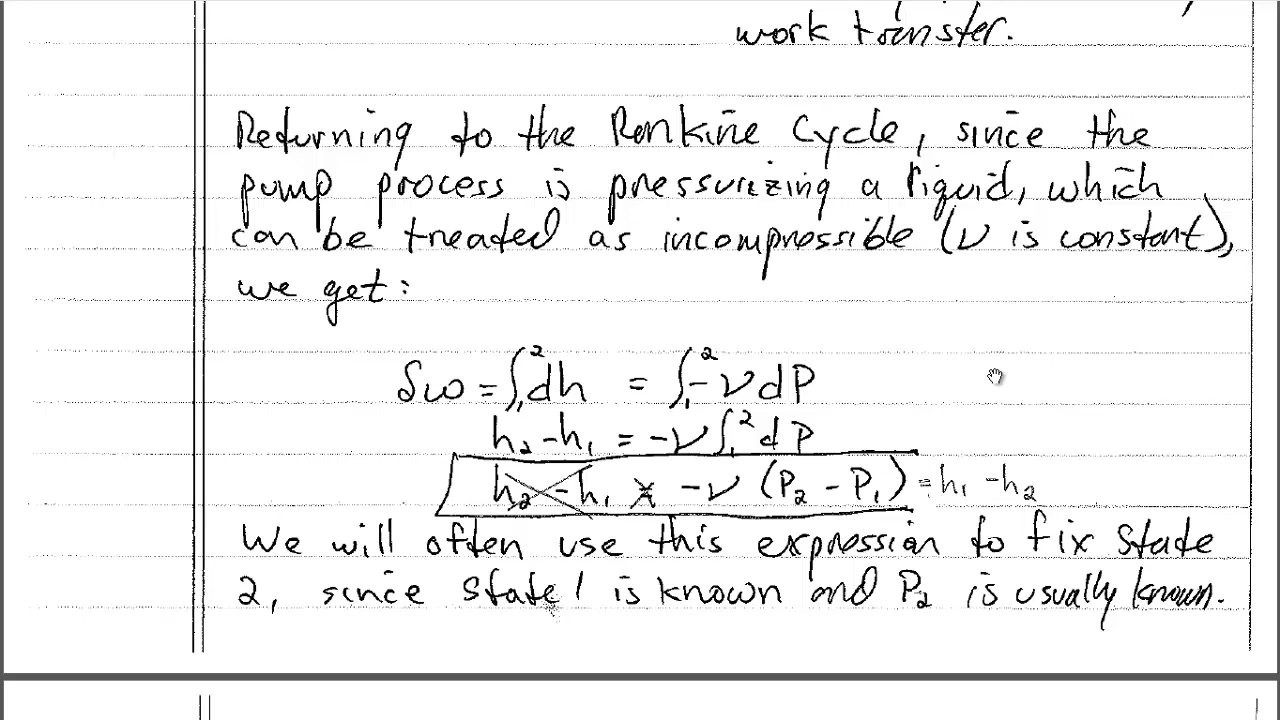 work transfer.
Returning to the Rankine Cycle, since the
pump process is pressurizing a liquid, which
can be treated as incompressible (ν is constant),
we get:
δw = ∫₁² dh = ∫₁² -ν dP
h₂ - h₁ = -ν ∫₁² dP
h₂ - h₁ = -ν (P₂ - P₁) = h₁ - h₂
We will often use this expression to fix state
2, since state 1 is known and P₂ is usually known.